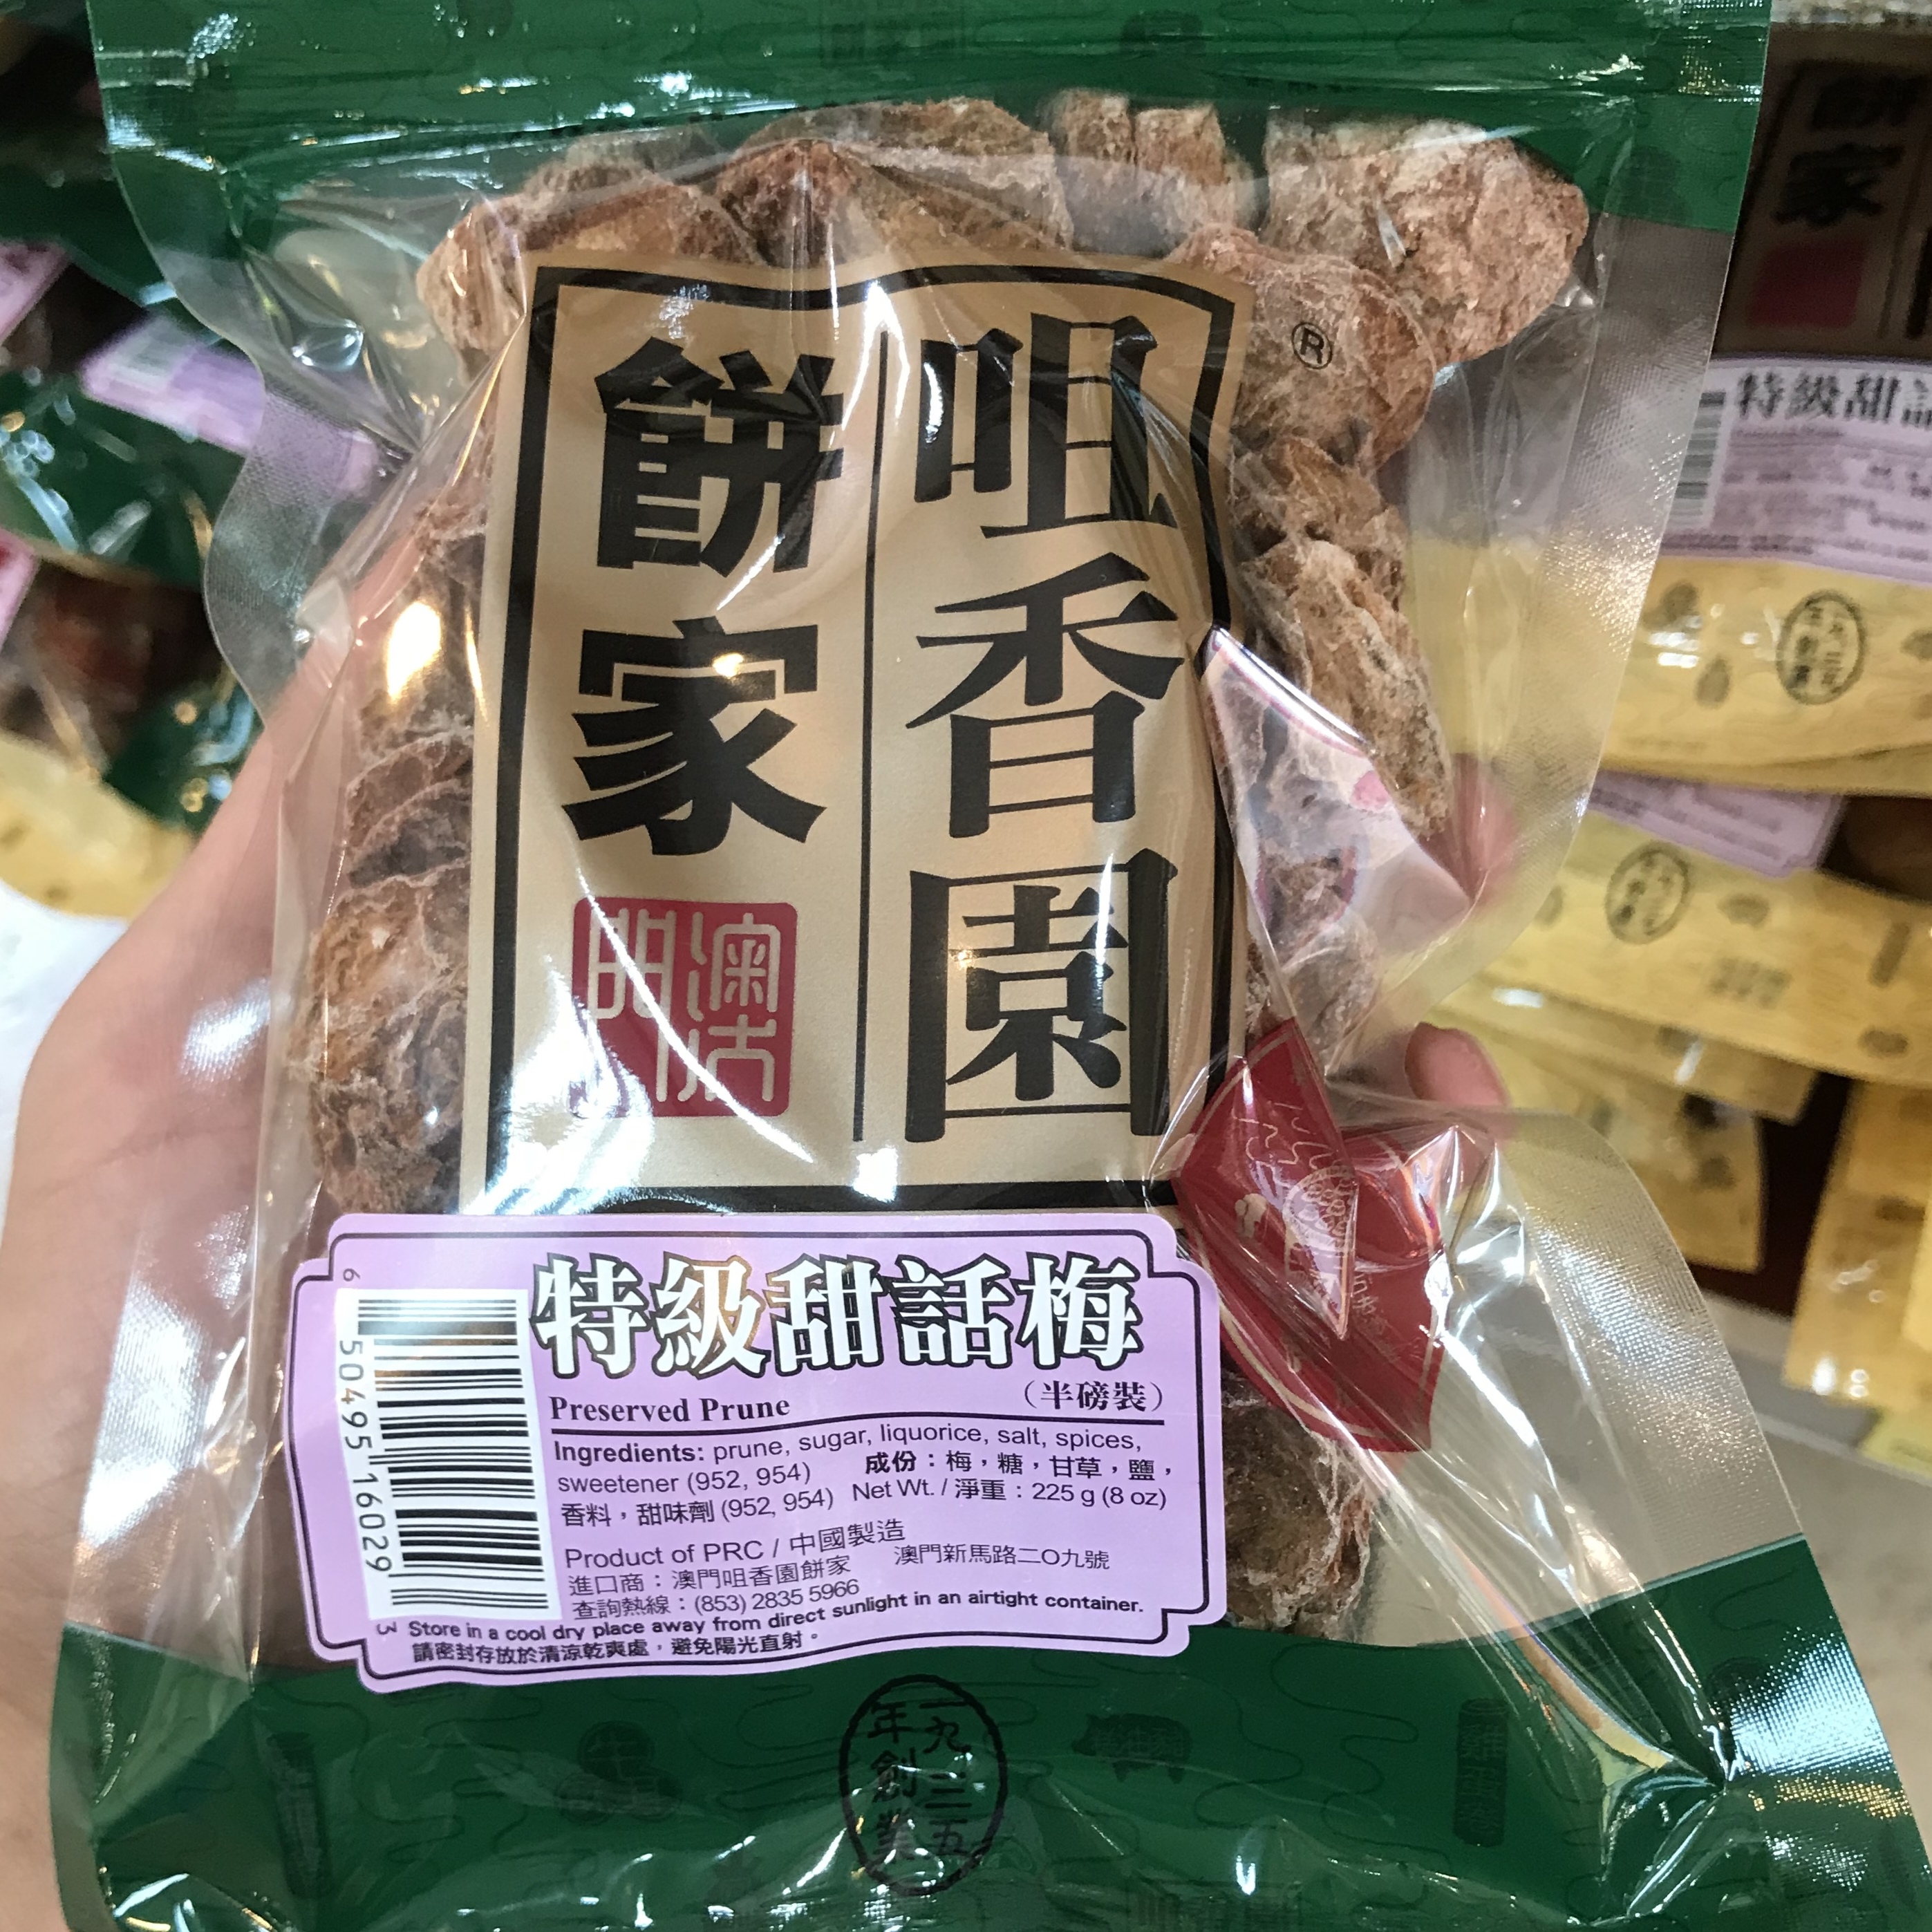 咀香園
®
餅家
澳門
特級甜話梅
(半磅裝)
Preserved Prune
Ingredients: prune, sugar, liquorice, salt, spices,
sweetener (952, 954) 成份:梅,糖,甘草,鹽,
香料,甜味劑 (952, 954) Net Wt. / 淨重:225 g (8 oz)
Product of PRC / 中國製造
進口商:澳門咀香園餅家 澳門新馬路二O九號
查詢熱線:(853) 2835 5966
Store in a cool dry place away from direct sunlight in an airtight container.
請密封存放於清涼乾爽處,避免陽光直射。
6 504951 60293
一九三五
年創業
餅家
特級甜話